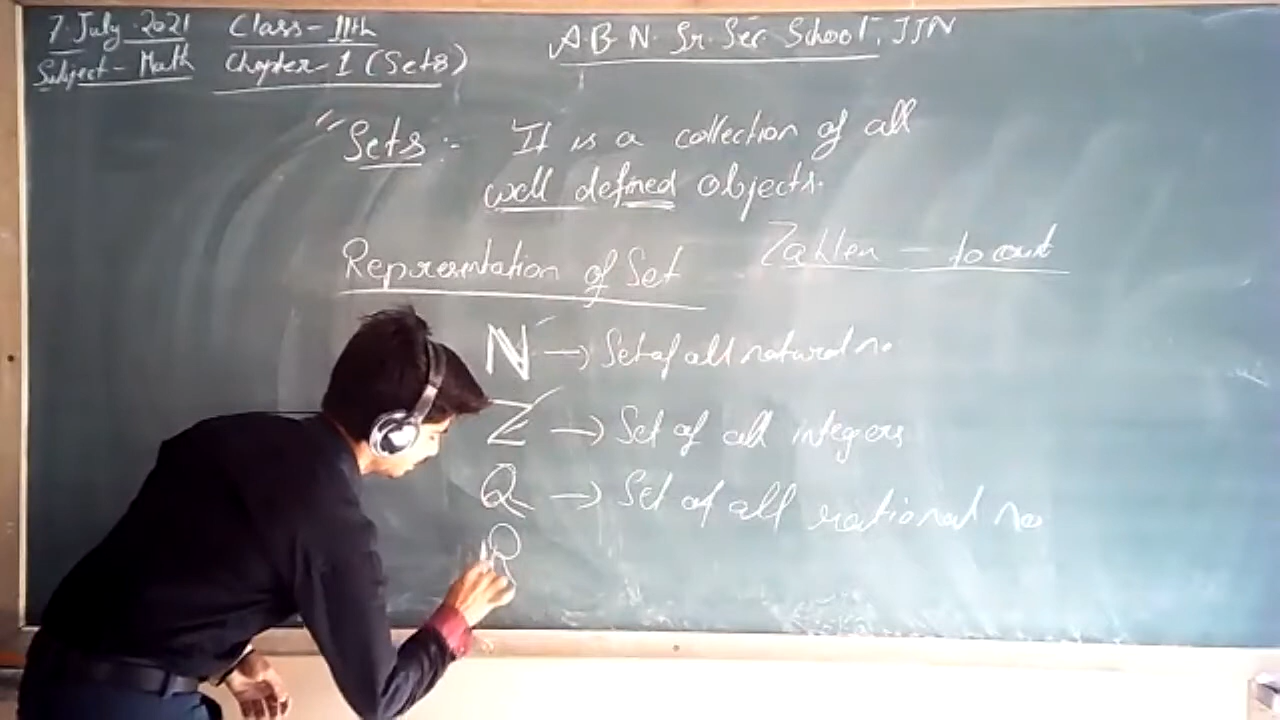 7 July 2021 Class-11th A.B.N. Sr. Sec. School, JJN
Subject - Math Chapter-1 (Sets)
Sets :- It is a collection of all
well defined objects.
Representation of Set Zahlen - to count
N → Set of all natural no.
Z → Set of all integers
Q → Set of all rational no
R